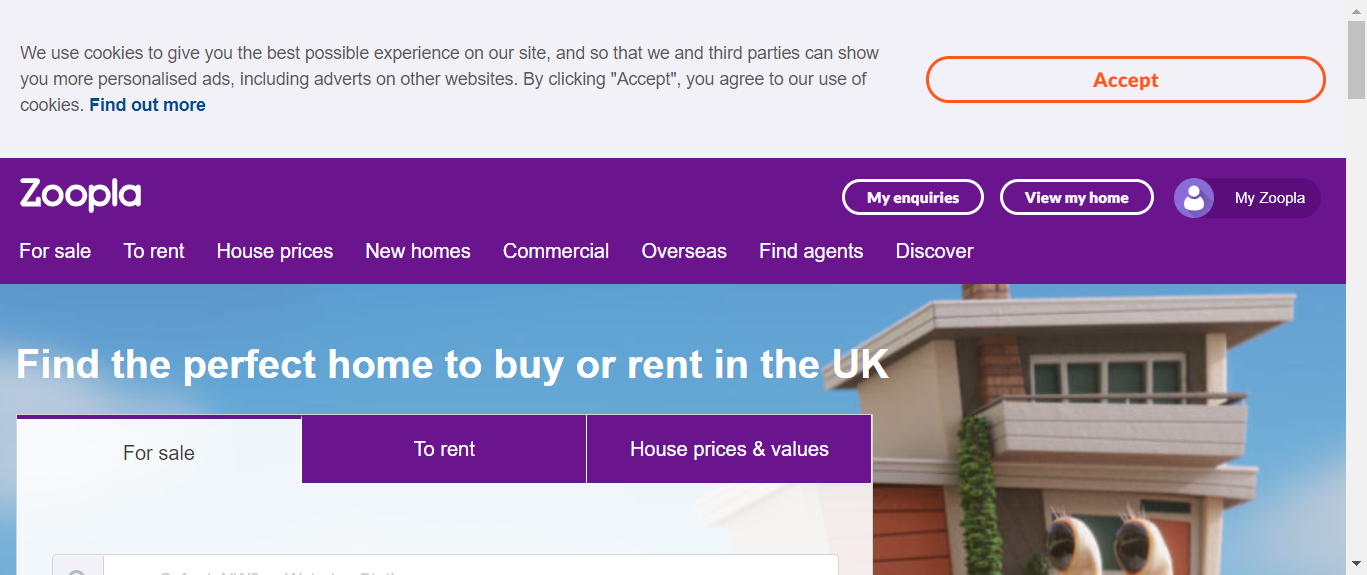 We use cookies to give you the best possible experience on our site, and so that we and third parties can show
you more personalised ads, including adverts on other websites. By clicking "Accept", you agree to our use of
cookies. Find out more
Accept
Zoopla
My enquiries
View my home
My Zoopla
For sale
To rent
House prices
New homes
Commercial
Overseas
Find agents
Discover
Find the perfect home to buy or rent in the UK
For sale
To rent
House prices & values